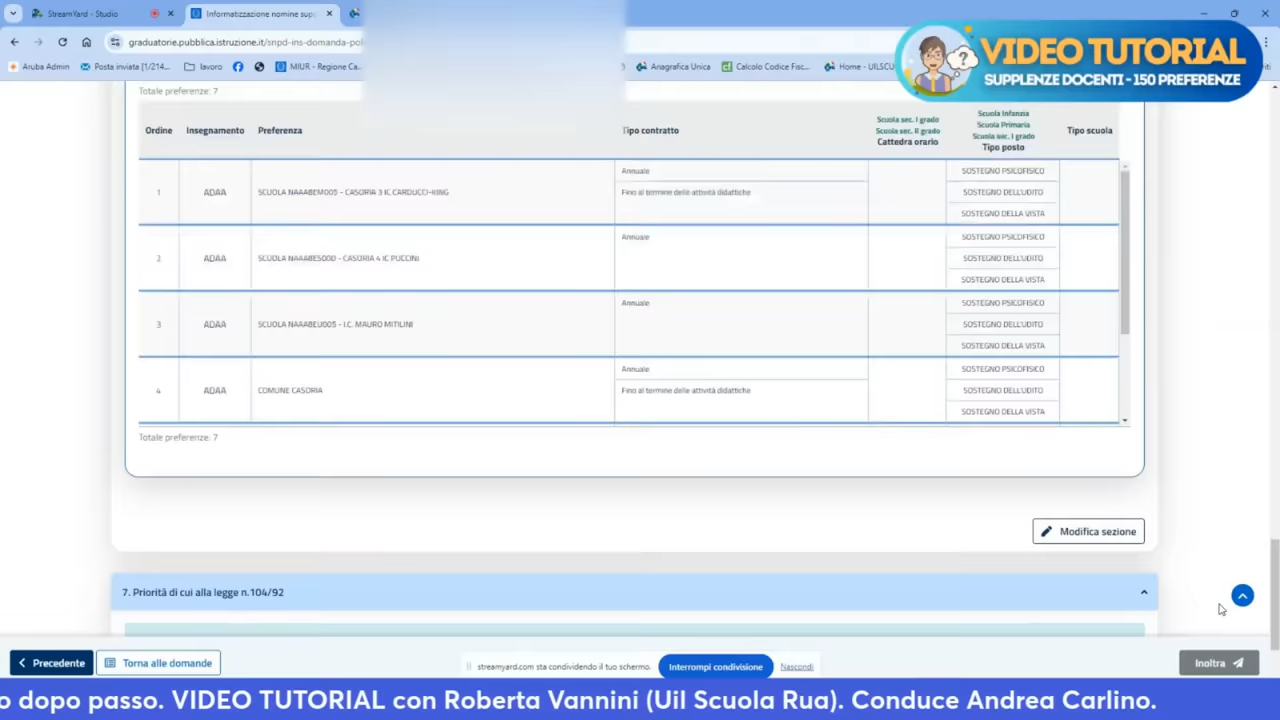 StreamYard - Studio
Informatizzazione nomine supp
graduatorie.pubblica.istruzione.it/snpd-ins-domanda-pol
Aruba Admin
Posta inviata [1/214...
lavoro
MIUR - Regione Ca...
Anagrafica Unica
Calcolo Codice Fisc...
Home - UILSCU
VIDEO TUTORIAL
SUPPLENZE DOCENTI - 150 PREFERENZE
Totale preferenze: 7
Ordine
Insegnamento
Preferenza
Tipo contratto
Scuola sec. I grado
Scuola sec. II grado
Cattedra orario
Scuola Infanzia
Scuola Primaria
Scuola sec. I grado
Tipo posto
Tipo scuola
1
ADAA
SCUOLA NAAA8EM005 - CASORIA 3 IC CARDUCCI-KING
Annuale
Fino al termine delle attività didattiche
SOSTEGNO PSICOFISICO
SOSTEGNO DELL'UDITO
SOSTEGNO DELLA VISTA
2
ADAA
Annuale
SOSTEGNO PSICOFISICO
SOSTEGNO DELL'UDITO
SOSTEGNO DELLA VISTA
3
ADAA
SCUOLA NAAA8EU005 - I.C. MAURO MITILINI
Annuale
SOSTEGNO PSICOFISICO
SOSTEGNO DELL'UDITO
SOSTEGNO DELLA VISTA
4
ADAA
COMUNE CASORIA
Annuale
Fino al termine delle attività didattiche
SOSTEGNO PSICOFISICO
SOSTEGNO DELL'UDITO
SOSTEGNO DELLA VISTA
Totale preferenze: 7
Modifica sezione
7. Priorità di cui alla legge n.104/92
Precedente
Torna alle domande
streamyard.com sta condividendo il tuo schermo.
Interrompi condivisione
Nascondi
Inoltra
o dopo passo. VIDEO TUTORIAL con Roberta Vannini (Uil Scuola Rua). Conduce Andrea Carlino.